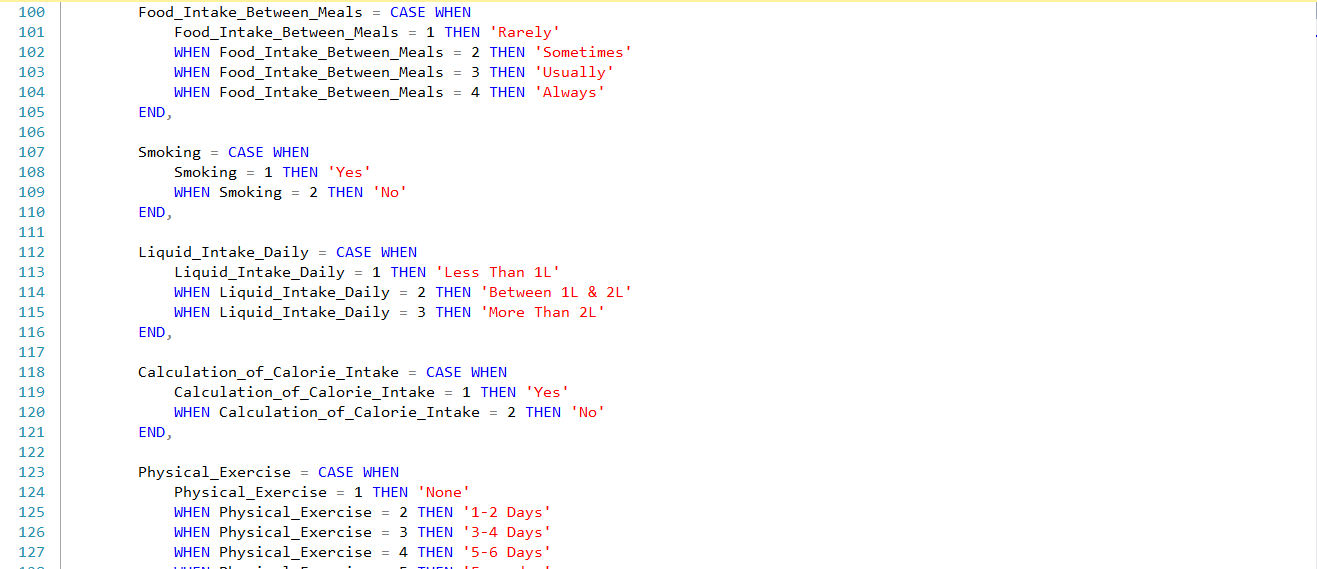 100 Food_Intake_Between_Meals = CASE WHEN
101 Food_Intake_Between_Meals = 1 THEN 'Rarely'
102 WHEN Food_Intake_Between_Meals = 2 THEN 'Sometimes'
103 WHEN Food_Intake_Between_Meals = 3 THEN 'Usually'
104 WHEN Food_Intake_Between_Meals = 4 THEN 'Always'
105 END,
106
107 Smoking = CASE WHEN
108 Smoking = 1 THEN 'Yes'
109 WHEN Smoking = 2 THEN 'No'
110 END,
111
112 Liquid_Intake_Daily = CASE WHEN
113 Liquid_Intake_Daily = 1 THEN 'Less Than 1L'
114 WHEN Liquid_Intake_Daily = 2 THEN 'Between 1L & 2L'
115 WHEN Liquid_Intake_Daily = 3 THEN 'More Than 2L'
116 END,
117
118 Calculation_of_Calorie_Intake = CASE WHEN
119 Calculation_of_Calorie_Intake = 1 THEN 'Yes'
120 WHEN Calculation_of_Calorie_Intake = 2 THEN 'No'
121 END,
122
123 Physical_Exercise = CASE WHEN
124 Physical_Exercise = 1 THEN 'None'
125 WHEN Physical_Exercise = 2 THEN '1-2 Days'
126 WHEN Physical_Exercise = 3 THEN '3-4 Days'
127 WHEN Physical_Exercise = 4 THEN '5-6 Days'